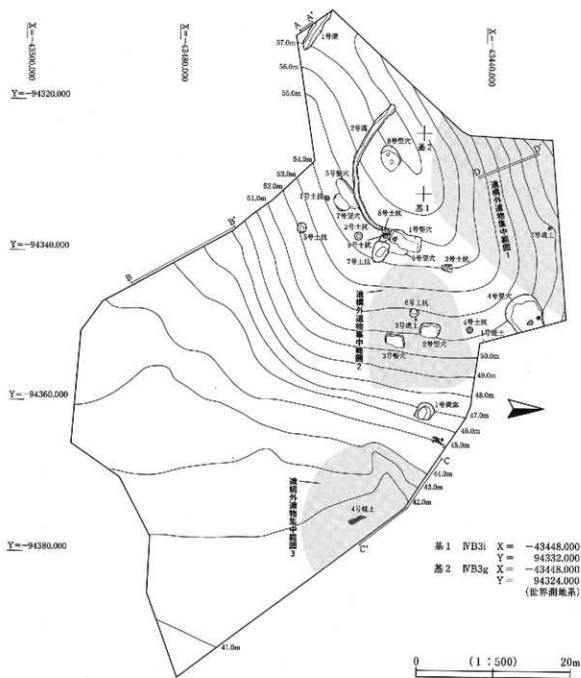 X=-43500.000
X=-43480.000
X=-43440.000
Y=-94320.000
Y=-94340.000
Y=-94360.000
Y=-94380.000
A
A'
1号溝
57.0m
56.0m
55.0m
54.0m
53.0m
52.0m
51.0m
2号溝
8号竪穴
基2
基1
D
D'
遺構外遺物集中範囲1
5号竪穴
1号土坑
7号竪穴
2号土坑
8号土坑
1号竪穴
9号土坑
7号土坑
6号竪穴
3号土坑
5号土坑
B'
B
2号焼土
4号竪穴
遺構外遺物集中範囲2
6号土坑
3号焼土
2号竪穴
3号竪穴
4号土坑
1号焼土
50.0m
49.0m
48.0m
47.0m
46.0m
45.0m
44.0m
43.0m
42.0m
C
C'
遺構外遺物集中範囲3
4号焼土
41.0m
基1 ⅣB3i X= -43448.000
Y= 94332.000
基2 ⅣB3g X= -43448.000
Y= 94324.000
(世界測地系)
0 (1:500) 20m